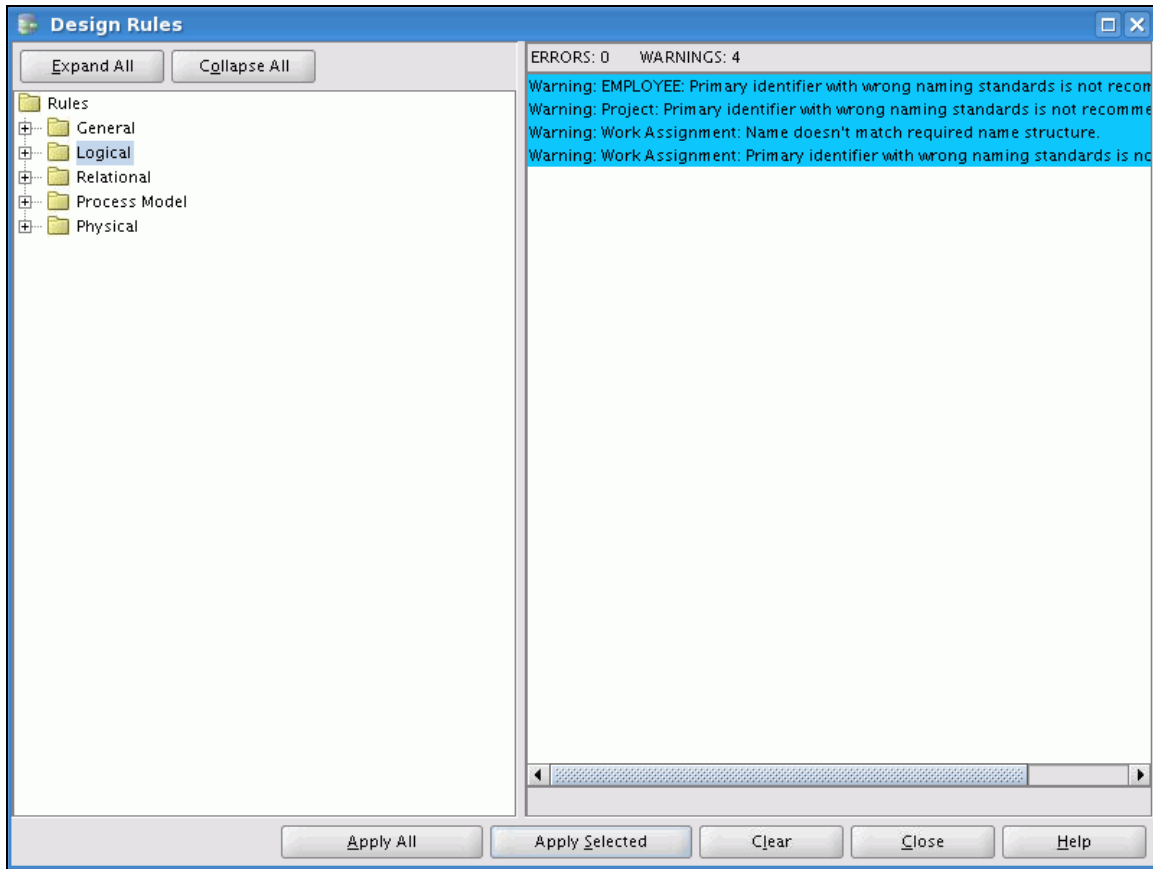 Design Rules
Expand All
Collapse All
Rules
General
Logical
Relational
Process Model
Physical
ERRORS: 0 WARNINGS: 4
Warning: EMPLOYEE: Primary identifier with wrong naming standards is not recom
Warning: Project: Primary identifier with wrong naming standards is not recomme
Warning: Work Assignment: Name doesn't match required name structure.
Warning: Work Assignment: Primary identifier with wrong naming standards is no
Apply All
Apply Selected
Clear
Close
Help